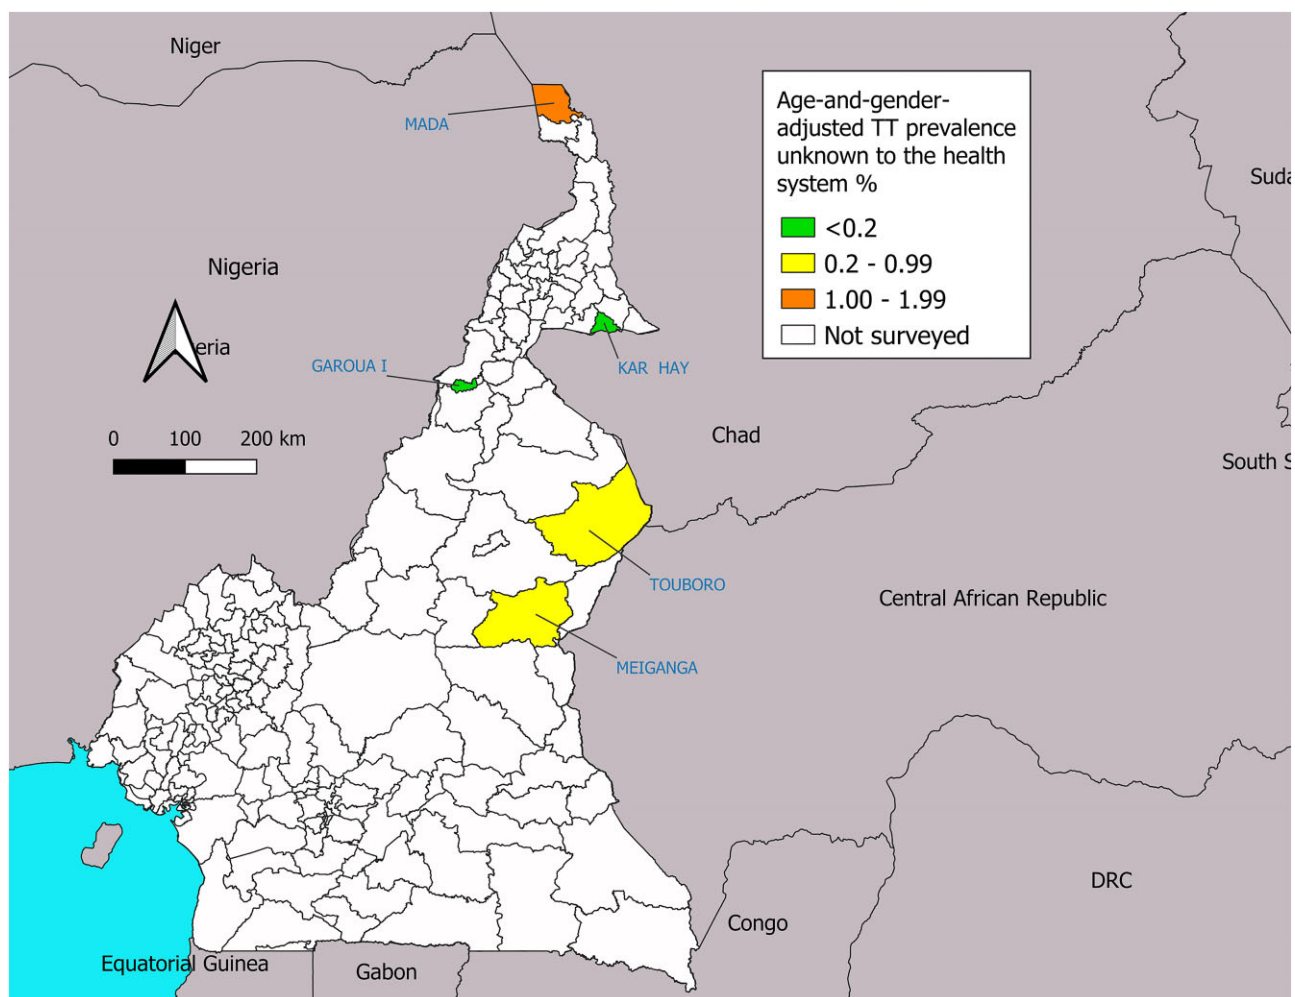 Niger
MADA
Age-and-gender-
adjusted TT prevalence
unknown to the health
system %
<0.2
0.2 - 0.99
1.00 - 1.99
Not surveyed
Suda
Nigeria
eria
GAROUA I
KAR HAY
0 100 200 km
Chad
South S
TOUBORO
Central African Republic
MEIGANGA
DRC
Congo
Equatorial Guinea
Gabon